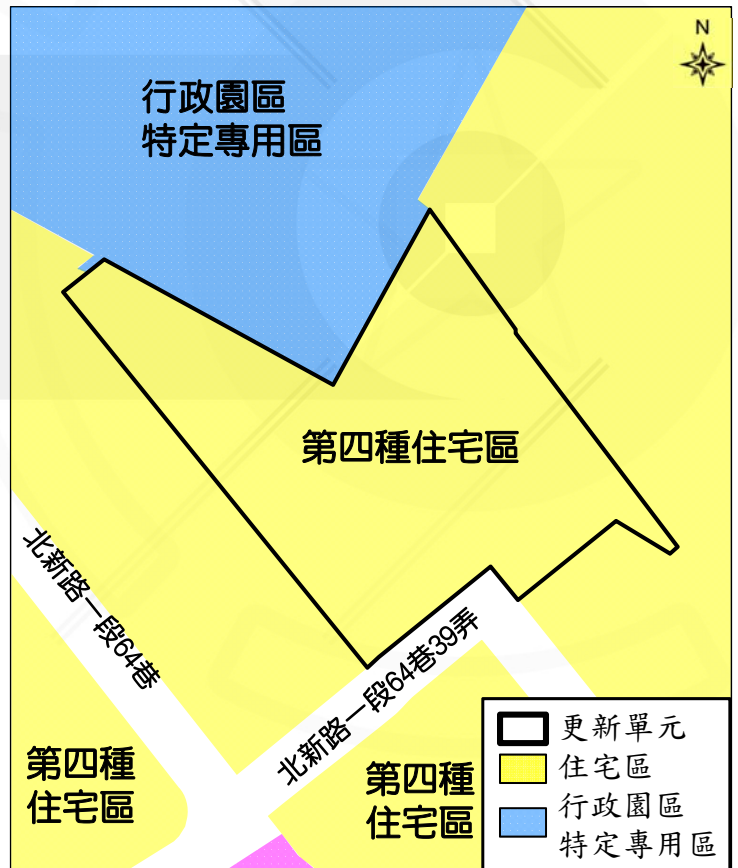 N
行政園區
特定專用區
第四種住宅區
北新路一段64巷
北新路一段64巷39弄
第四種
住宅區
第四種
住宅區
更新單元
住宅區
行政園區
特定專用區